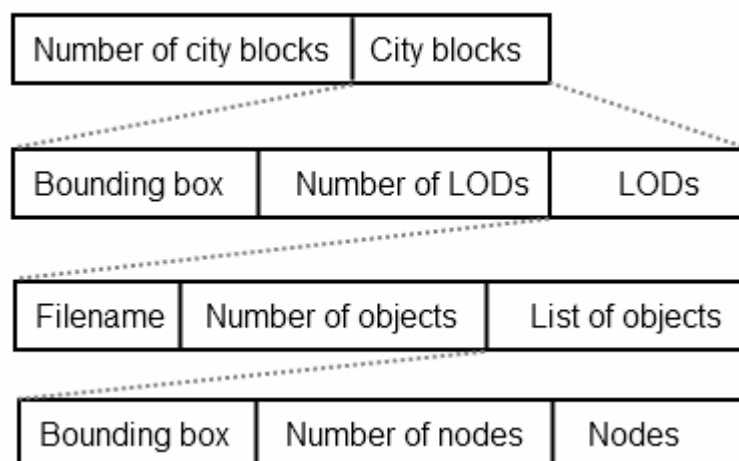 Number of city blocks City blocks
Bounding box Number of LODs LODs
Filename Number of objects List of objects
Bounding box Number of nodes Nodes